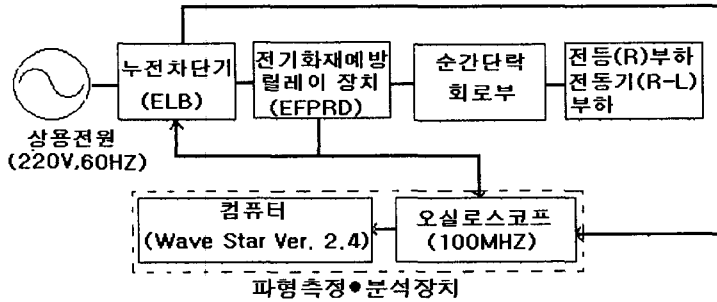 상용전원
(220V,60HZ)
누전차단기
(ELB)
전기화재예방
릴레이 장치
(EFPRD)
순간단락
회로부
전등(R)부하
전동기(R-L)
부하
컴퓨터
(Wave Star Ver. 2.4)
오실로스코프
(100MHZ)
파형측정●분석장치